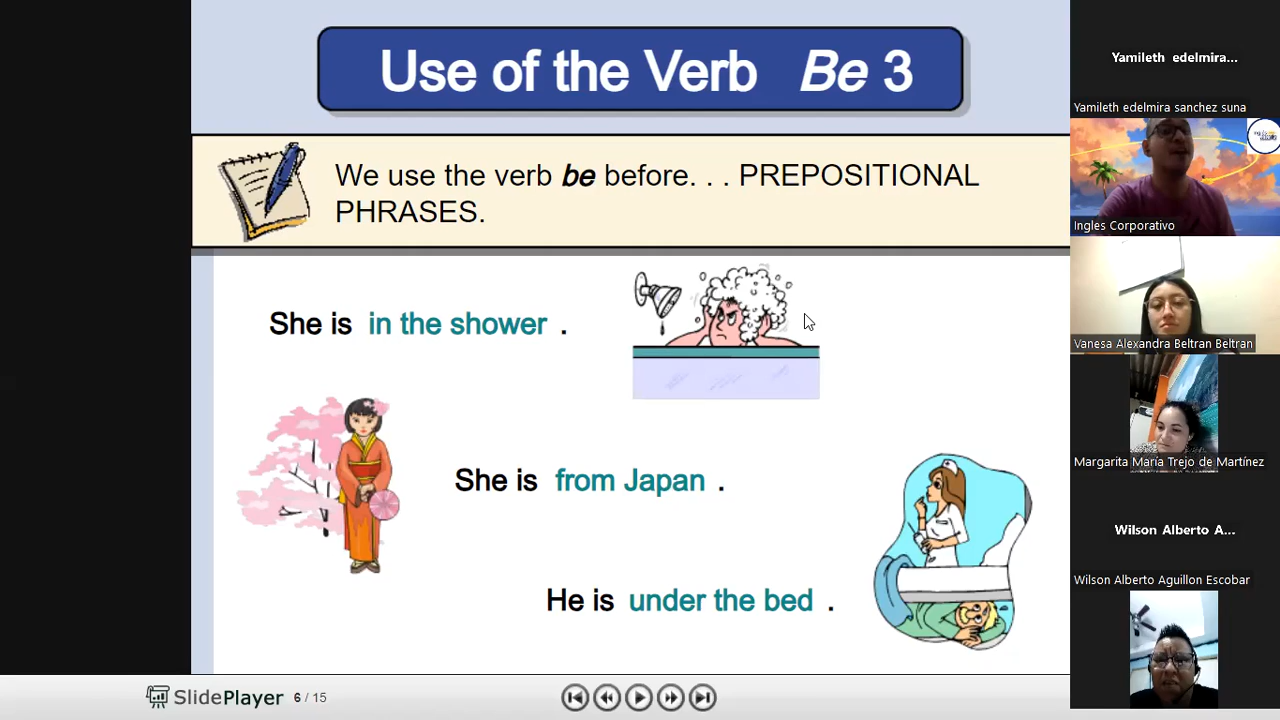 Use of the Verb Be 3
We use the verb be before. . . PREPOSITIONAL
PHRASES.
She is in the shower .
She is from Japan .
He is under the bed .
SlidePlayer
6 / 15
Yamileth edelmira...
Yamileth edelmira sanchez suna
Ingles Corporativo
Vanesa Alexandra Beltran Beltran
Margarita María Trejo de Martínez
Wilson Alberto A...
Wilson Alberto Aguillon Escobar